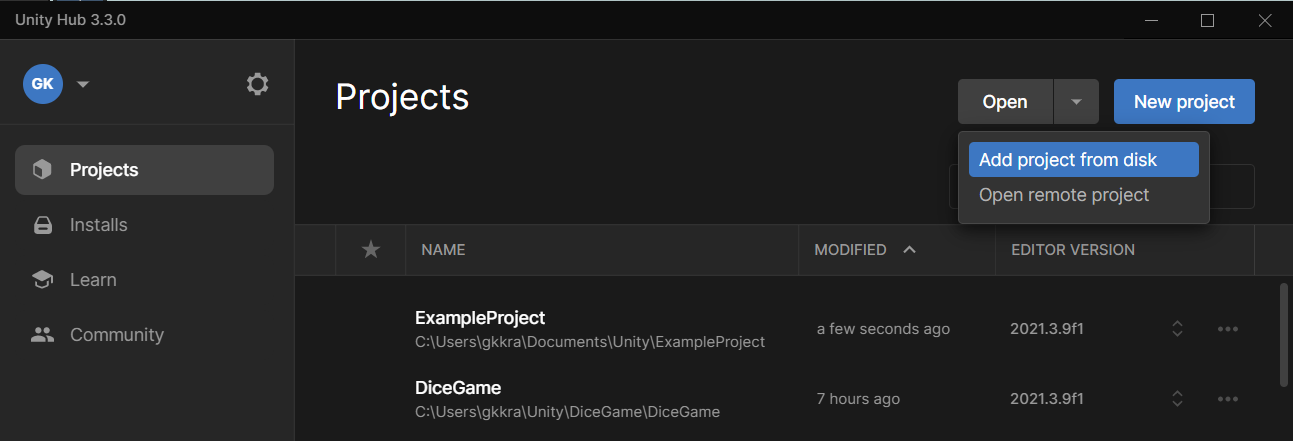 Unity Hub 3.3.0
GK
Projects
Open
New project
Add project from disk
Open remote project
Projects
Installs
Learn
Community
NAME
MODIFIED
EDITOR VERSION
ExampleProject
a few seconds ago
2021.3.9f1
C:\Users\gkkra\Documents\Unity\ExampleProject
DiceGame
7 hours ago
2021.3.9f1
C:\Users\gkkra\Unity\DiceGame\DiceGame